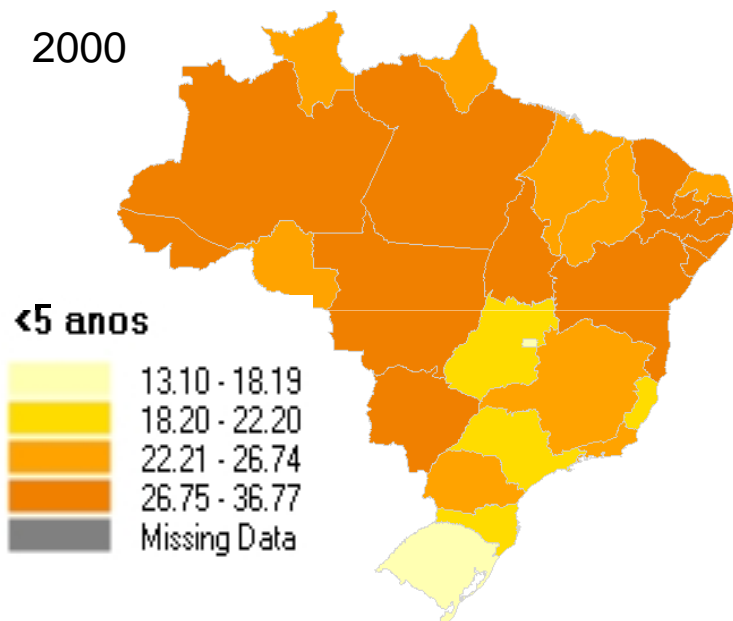 2000
<5 anos
13.10 - 18.19
18.20 - 22.20
22.21 - 26.74
26.75 - 36.77
Missing Data